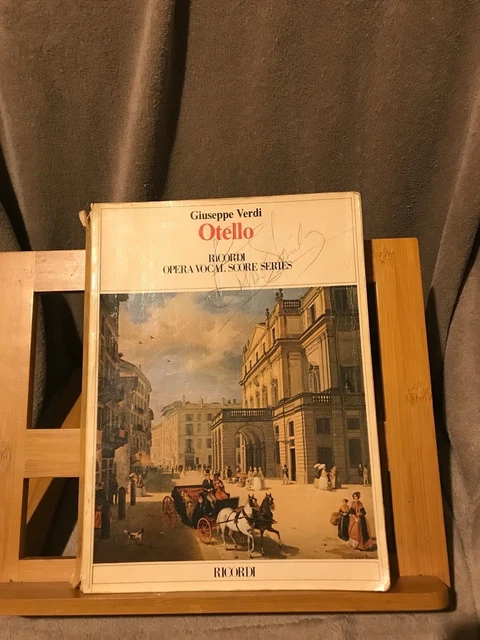 Giuseppe Verdi
Otello
RICORDI
OPERA VOCAL SCORE SERIES
RICORDI